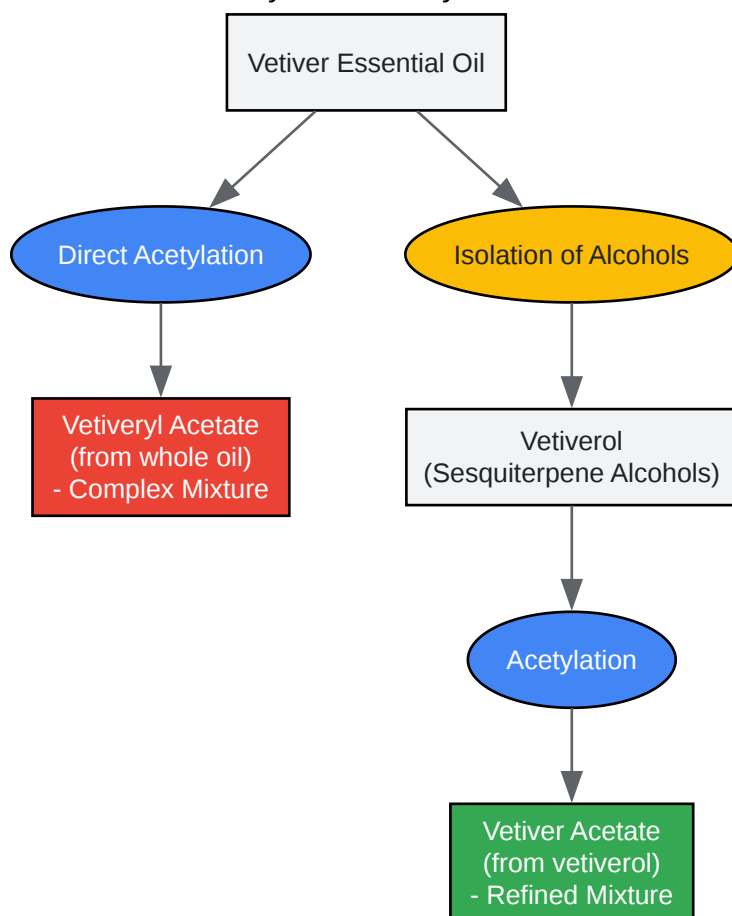 Vetiver Essential Oil
Direct Acetylation
Isolation of Alcohols
Vetiveryl Acetate
(from whole oil)
- Complex Mixture
Vetiverol
(Sesquiterpene Alcohols)
Acetylation
Vetiver Acetate
(from vetiverol)
- Refined Mixture